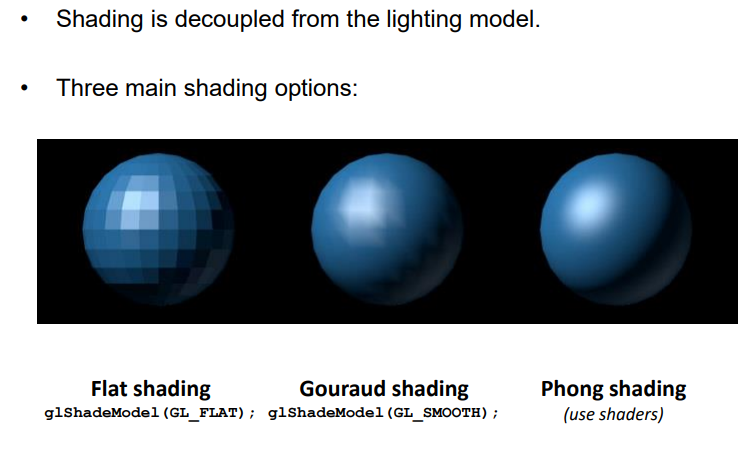 • Shading is decoupled from the lighting model.
• Three main shading options:
Flat shading Gouraud shading Phong shading
glShadeModel(GL_FLAT); glShadeModel(GL_SMOOTH); (use shaders)